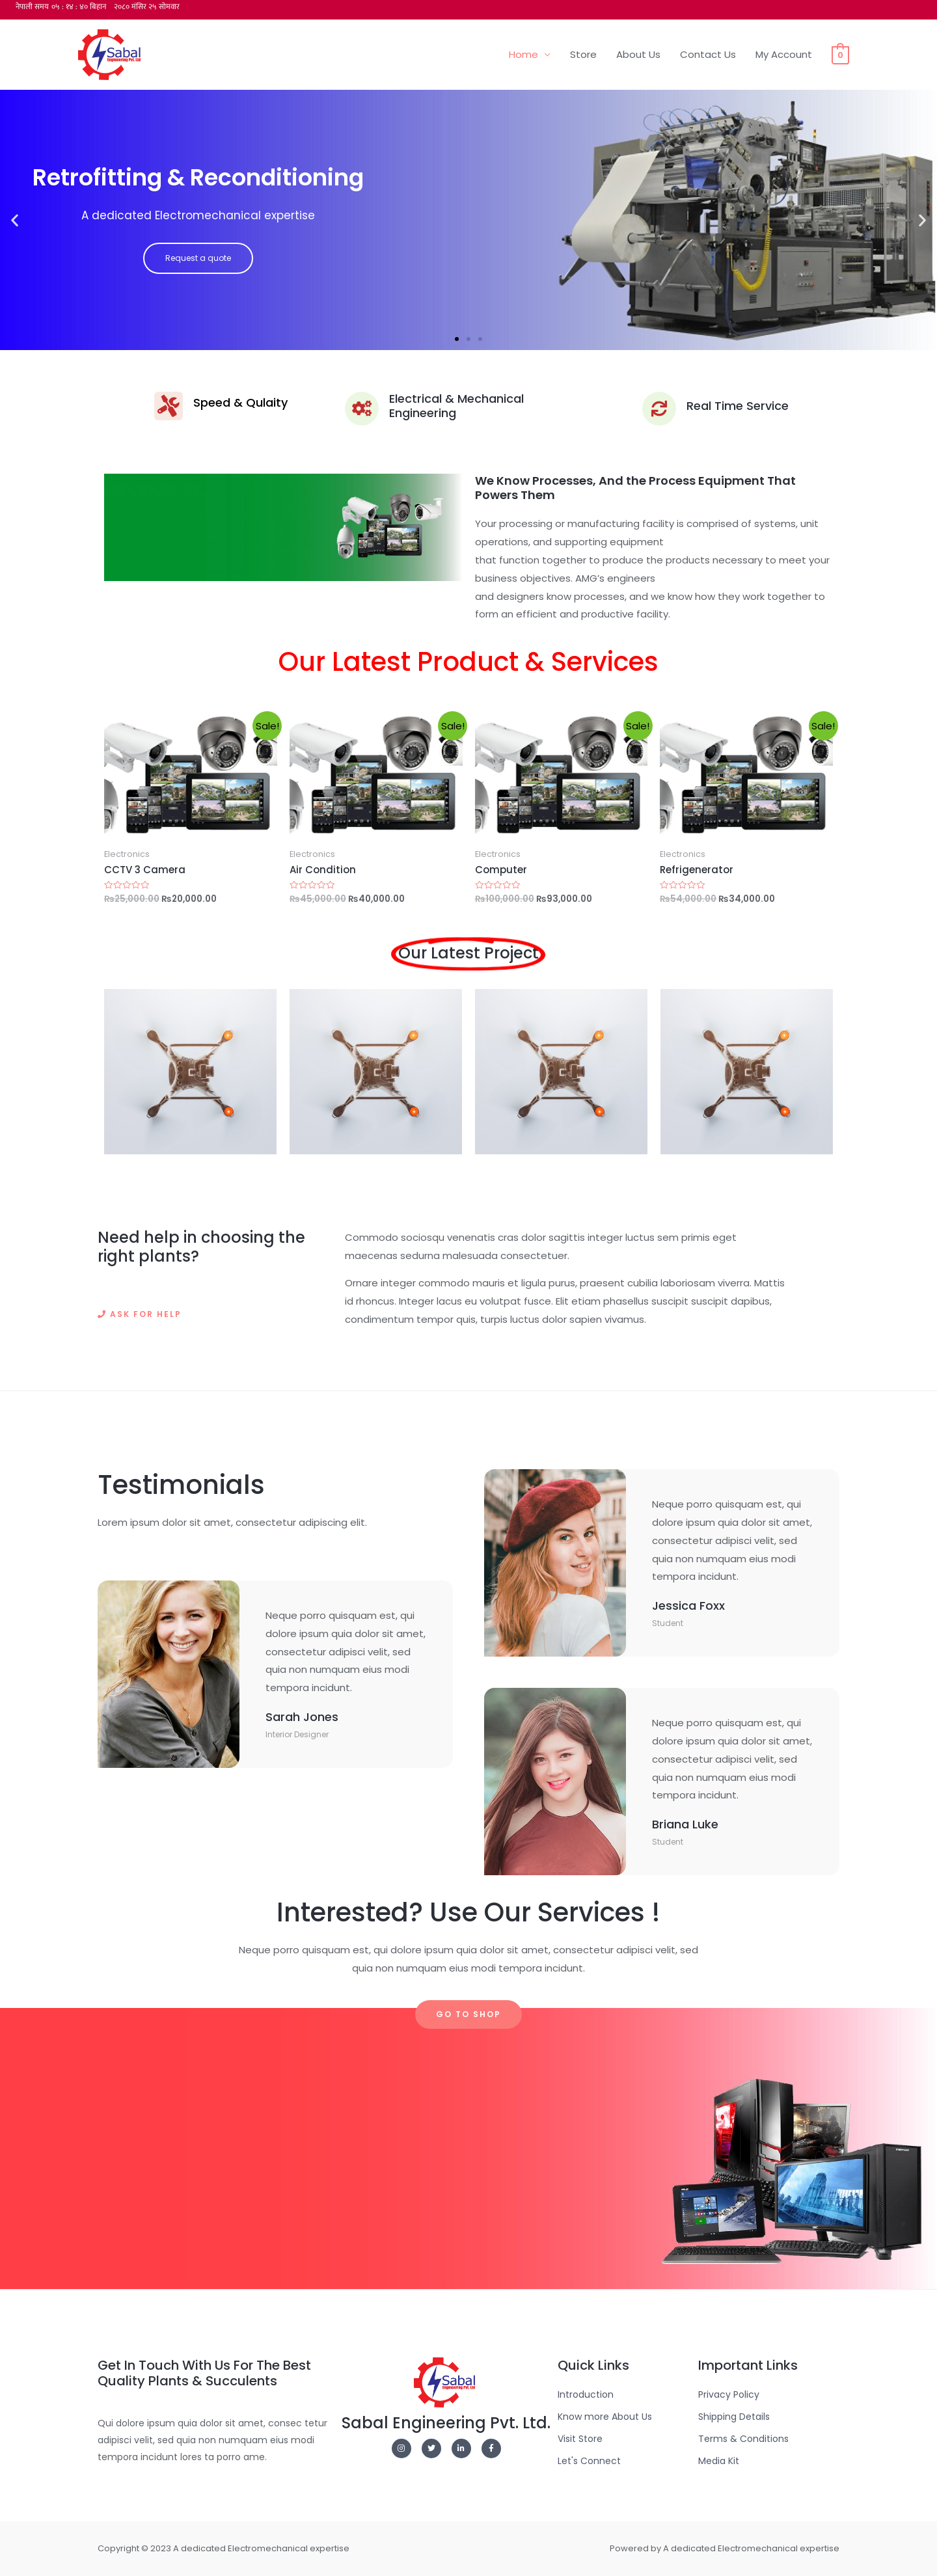 नेपाली समय ०५ : १४ : ४० बिहान २०८० मंसिर २५ सोमवार
Sabal
Engineering Pvt. Ltd
Home
Store
About Us
Contact Us
My Account
0
Retrofitting & Reconditioning
A dedicated Electromechanical expertise
Request a quote
Speed & Qulaity
Electrical & Mechanical
Engineering
Real Time Service
We Know Processes, And the Process Equipment That
Powers Them
Your processing or manufacturing facility is comprised of systems, unit
operations, and supporting equipment
that function together to produce the products necessary to meet your
business objectives. AMG’s engineers
and designers know processes, and we know how they work together to
form an efficient and productive facility.
Our Latest Product & Services
Sale!
Sale!
Sale!
Sale!
Electronics
CCTV 3 Camera
₨25,000.00 ₨20,000.00
Electronics
Air Condition
₨45,000.00 ₨40,000.00
Electronics
Computer
₨100,000.00 ₨93,000.00
Electronics
Refrigenerator
₨54,000.00 ₨34,000.00
Our Latest Project
Need help in choosing the
right plants?
ASK FOR HELP
Commodo sociosqu venenatis cras dolor sagittis integer luctus sem primis eget
maecenas sedurna malesuada consectetuer.
Ornare integer commodo mauris et ligula purus, praesent cubilia laboriosam viverra. Mattis
id rhoncus. Integer lacus eu volutpat fusce. Elit etiam phasellus suscipit suscipit dapibus,
condimentum tempor quis, turpis luctus dolor sapien vivamus.
Testimonials
Lorem ipsum dolor sit amet, consectetur adipiscing elit.
Neque porro quisquam est, qui
dolore ipsum quia dolor sit amet,
consectetur adipisci velit, sed
quia non numquam eius modi
tempora incidunt.
Sarah Jones
Interior Designer
Neque porro quisquam est, qui
dolore ipsum quia dolor sit amet,
consectetur adipisci velit, sed
quia non numquam eius modi
tempora incidunt.
Jessica Foxx
Student
Neque porro quisquam est, qui
dolore ipsum quia dolor sit amet,
consectetur adipisci velit, sed
quia non numquam eius modi
tempora incidunt.
Briana Luke
Student
Interested? Use Our Services !
Neque porro quisquam est, qui dolore ipsum quia dolor sit amet, consectetur adipisci velit, sed
quia non numquam eius modi tempora incidunt.
GO TO SHOP
Get In Touch With Us For The Best
Quality Plants & Succulents
Qui dolore ipsum quia dolor sit amet, consec tetur
adipisci velit, sed quia non numquam eius modi
tempora incidunt lores ta porro ame.
Sabal
Engineering Pvt. Ltd
Sabal Engineering Pvt. Ltd.
Quick Links
Introduction
Know more About Us
Visit Store
Let's Connect
Important Links
Privacy Policy
Shipping Details
Terms & Conditions
Media Kit
Copyright © 2023 A dedicated Electromechanical expertise
Powered by A dedicated Electromechanical expertise